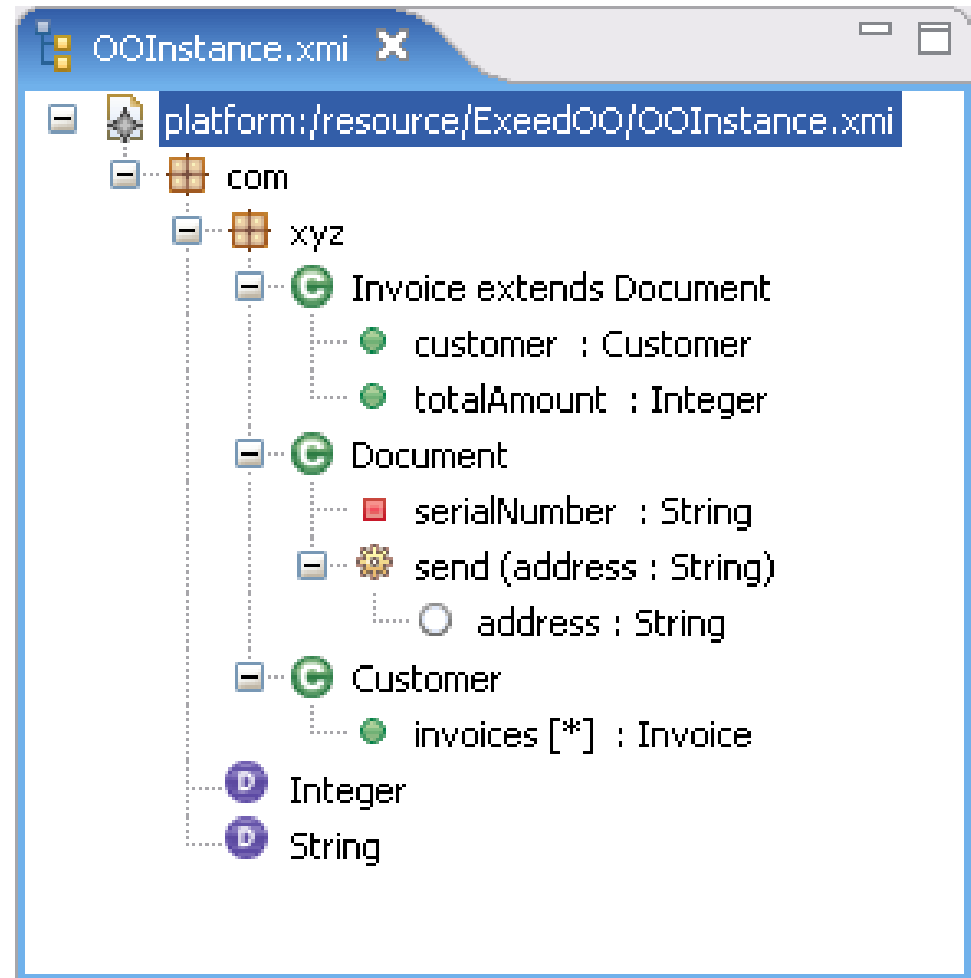 OOInstance.xmi
platform:/resource/ExeedOO/OOInstance.xmi
com
xyz
C Invoice extends Document
customer : Customer
totalAmount : Integer
C Document
serialNumber : String
send (address : String)
address : String
C Customer
invoices [*] : Invoice
D Integer
D String